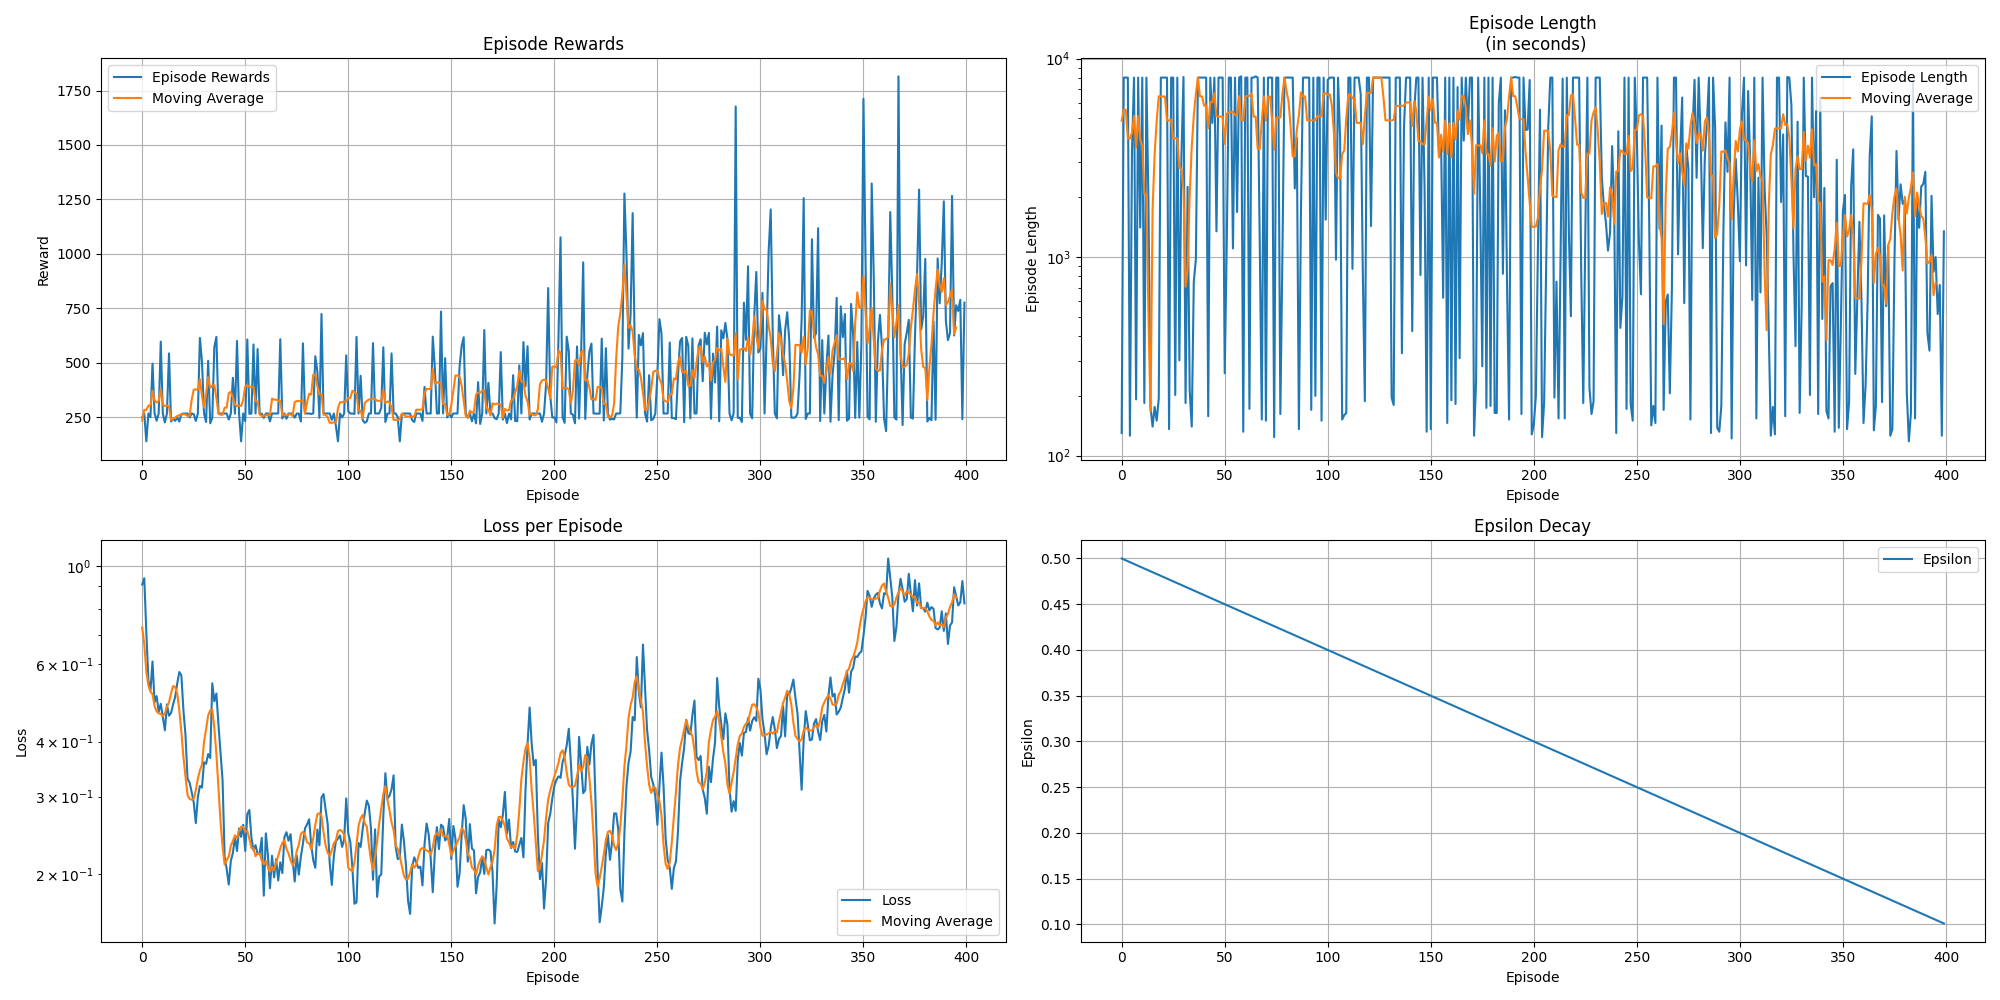 Episode Rewards
Episode Rewards
Moving Average
1750
1500
1250
1000
750
500
250
Reward
0 50 100 150 200 250 300 350 400
Episode
Episode Length
(in seconds)
Episode Length
Moving Average
10^4
10^3
10^2
Episode Length
0 50 100 150 200 250 300 350 400
Episode
Loss per Episode
10^0
6 × 10^-1
4 × 10^-1
3 × 10^-1
2 × 10^-1
Loss
Loss
Moving Average
0 50 100 150 200 250 300 350 400
Episode
Epsilon Decay
Epsilon
0.50
0.45
0.40
0.35
0.30
0.25
0.20
0.15
0.10
Epsilon
0 50 100 150 200 250 300 350 400
Episode